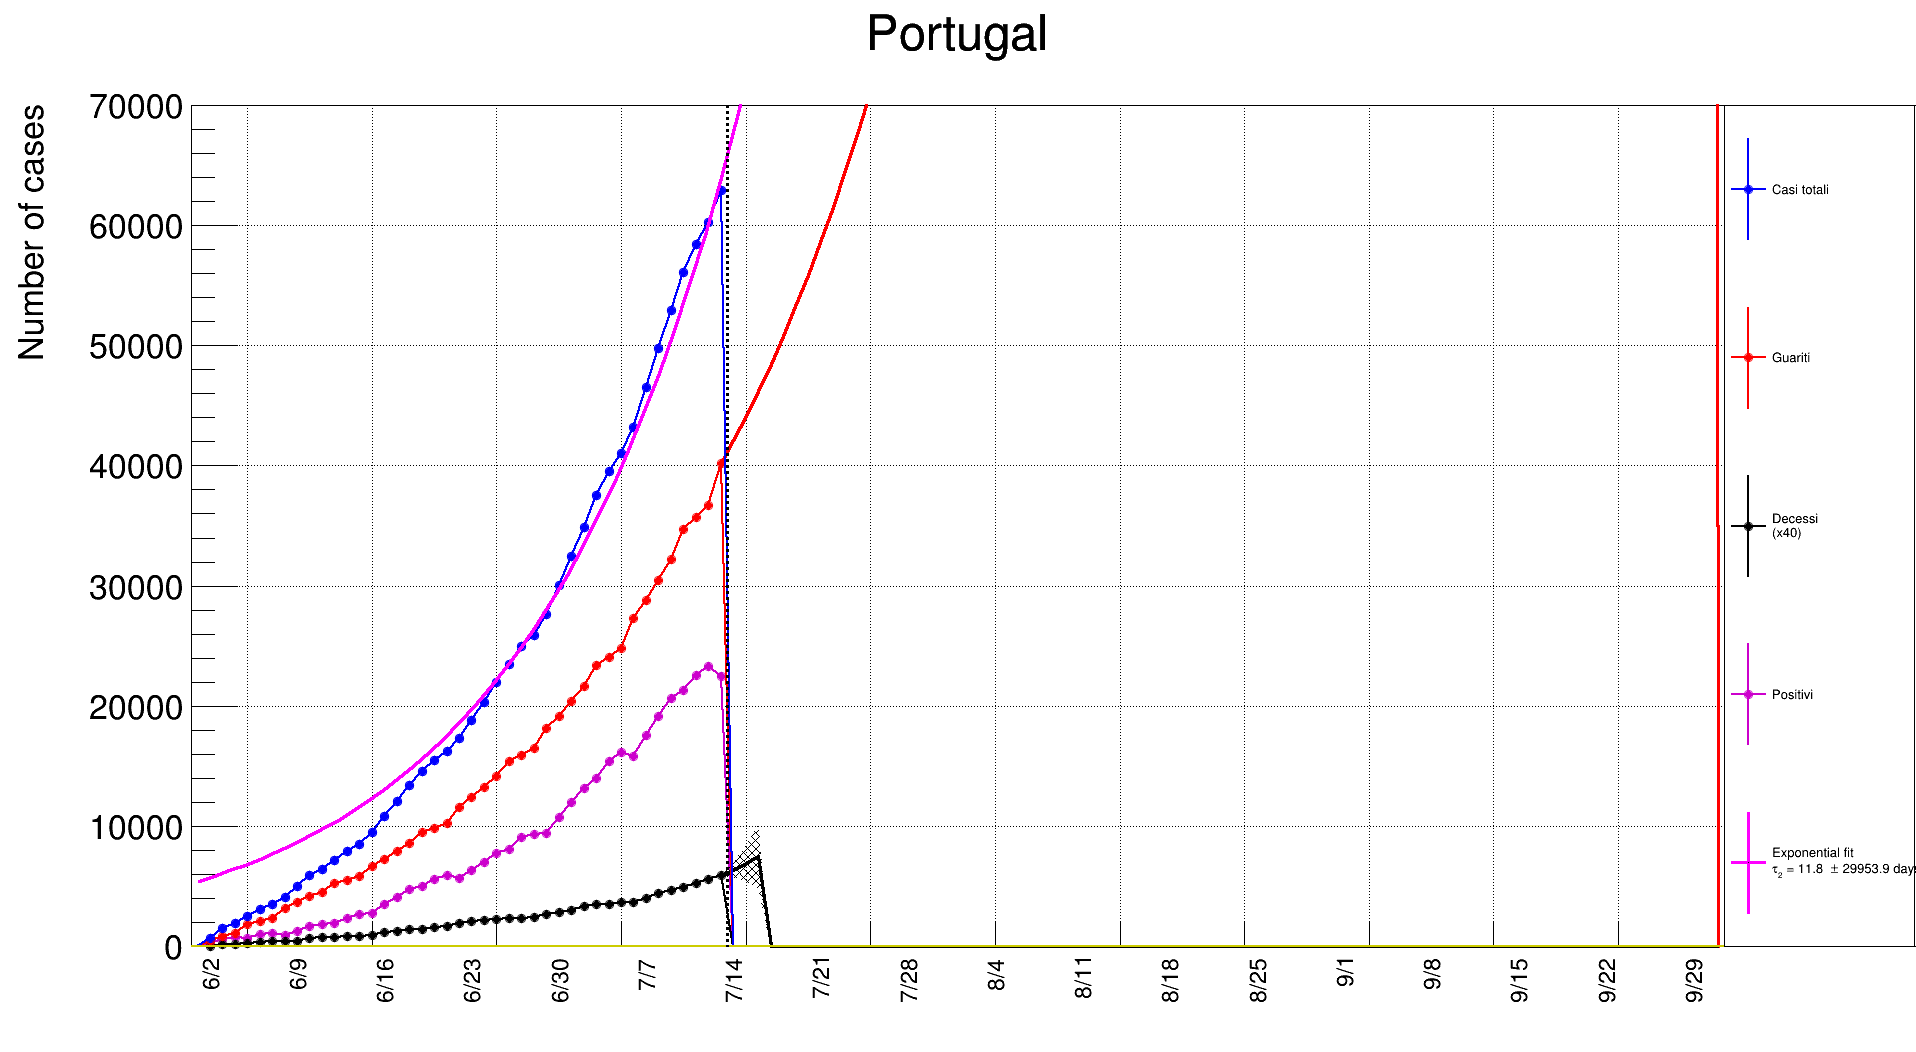 Portugal
Number of cases
70000
60000
50000
40000
30000
20000
10000
0
6/2
6/9
6/16
6/23
6/30
7/7
7/14
7/21
7/28
8/4
8/11
8/18
8/25
9/1
9/8
9/15
9/22
9/29
Casi totali
Guariti
Decessi
(x40)
Positivi
Exponential fit
τ2 = 11.8 ± 29953.9 days